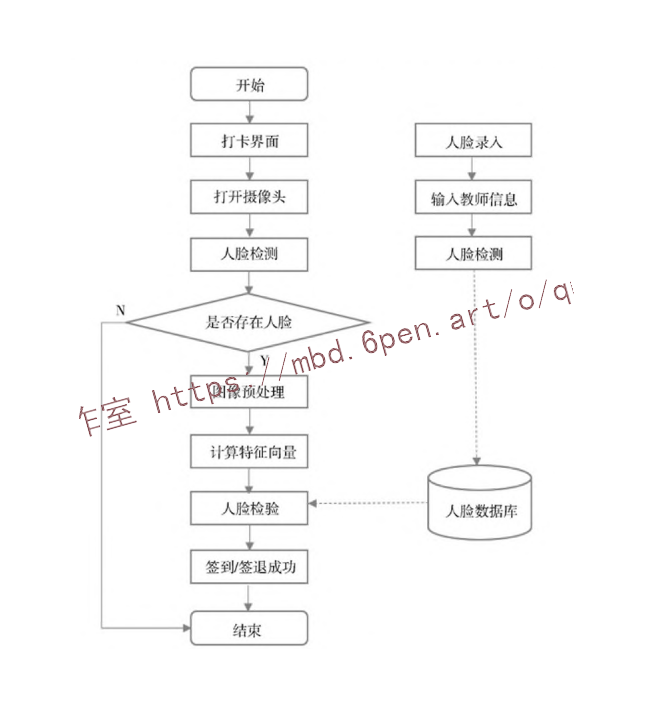 开始
打卡界面
打开摄像头
人脸检测
是否存在人脸
N
Y
图像预处理
计算特征向量
人脸检验
签到/签退成功
结束
人脸录入
输入教师信息
人脸检测
人脸数据库
作室 https://mbd.6pen.art/o/q